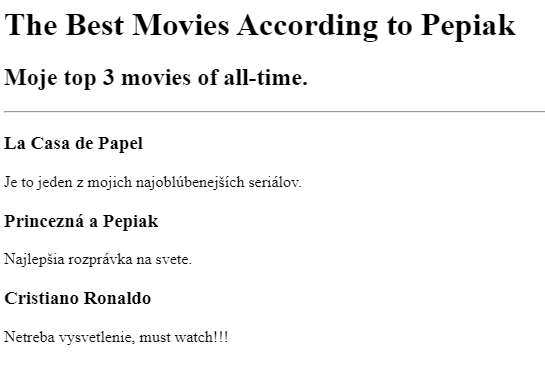 The Best Movies According to Pepiak
Moje top 3 movies of all-time.
La Casa de Papel
Je to jeden z mojich najoblúbenejších seriálov.
Princezná a Pepiak
Najlepšia rozprávka na svete.
Cristiano Ronaldo
Netreba vysvetlenie, must watch!!!